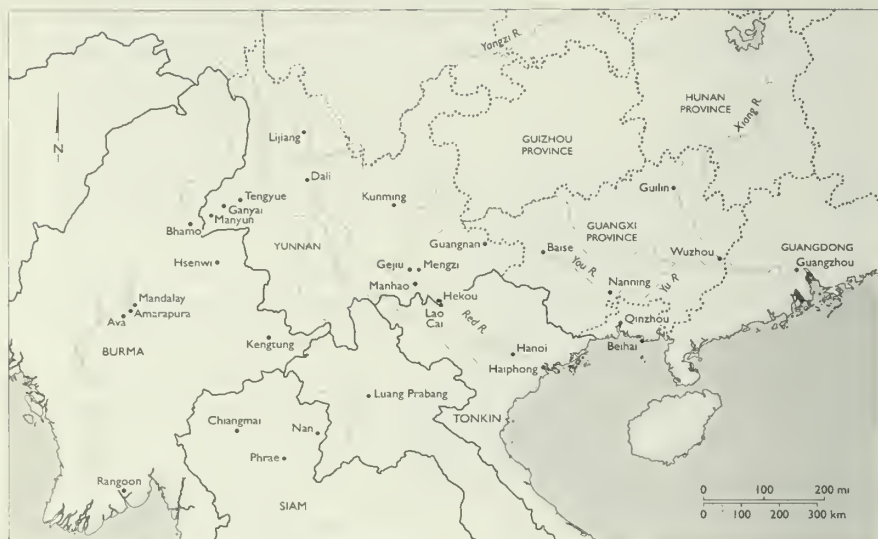 Yangzi R.
HUNAN
PROVINCE
Xiang R.
N
GUIZHOU
PROVINCE
Lijiang
Dali
Kunming
Guilin
Tengyue
Ganyai
Manyun
Bhamo
YUNNAN
GUANGXI
PROVINCE
Guangnan
Baise
Wuzhou
GUANGDONG
Guangzhou
Hsenwi
Gejiu
Mengzi
You R.
Yu R.
Manhao
Nanning
Mandalay
Amarapura
Ava
Hekou
Lao
Cai
Red R.
Qinzhou
Beihai
BURMA
Kengtung
Hanoi
Haiphong
Luang Prabang
TONKIN
Chiangmai
Nan
Phrae
Rangoon
SIAM
0 100 200 mi
0 100 200 300 km